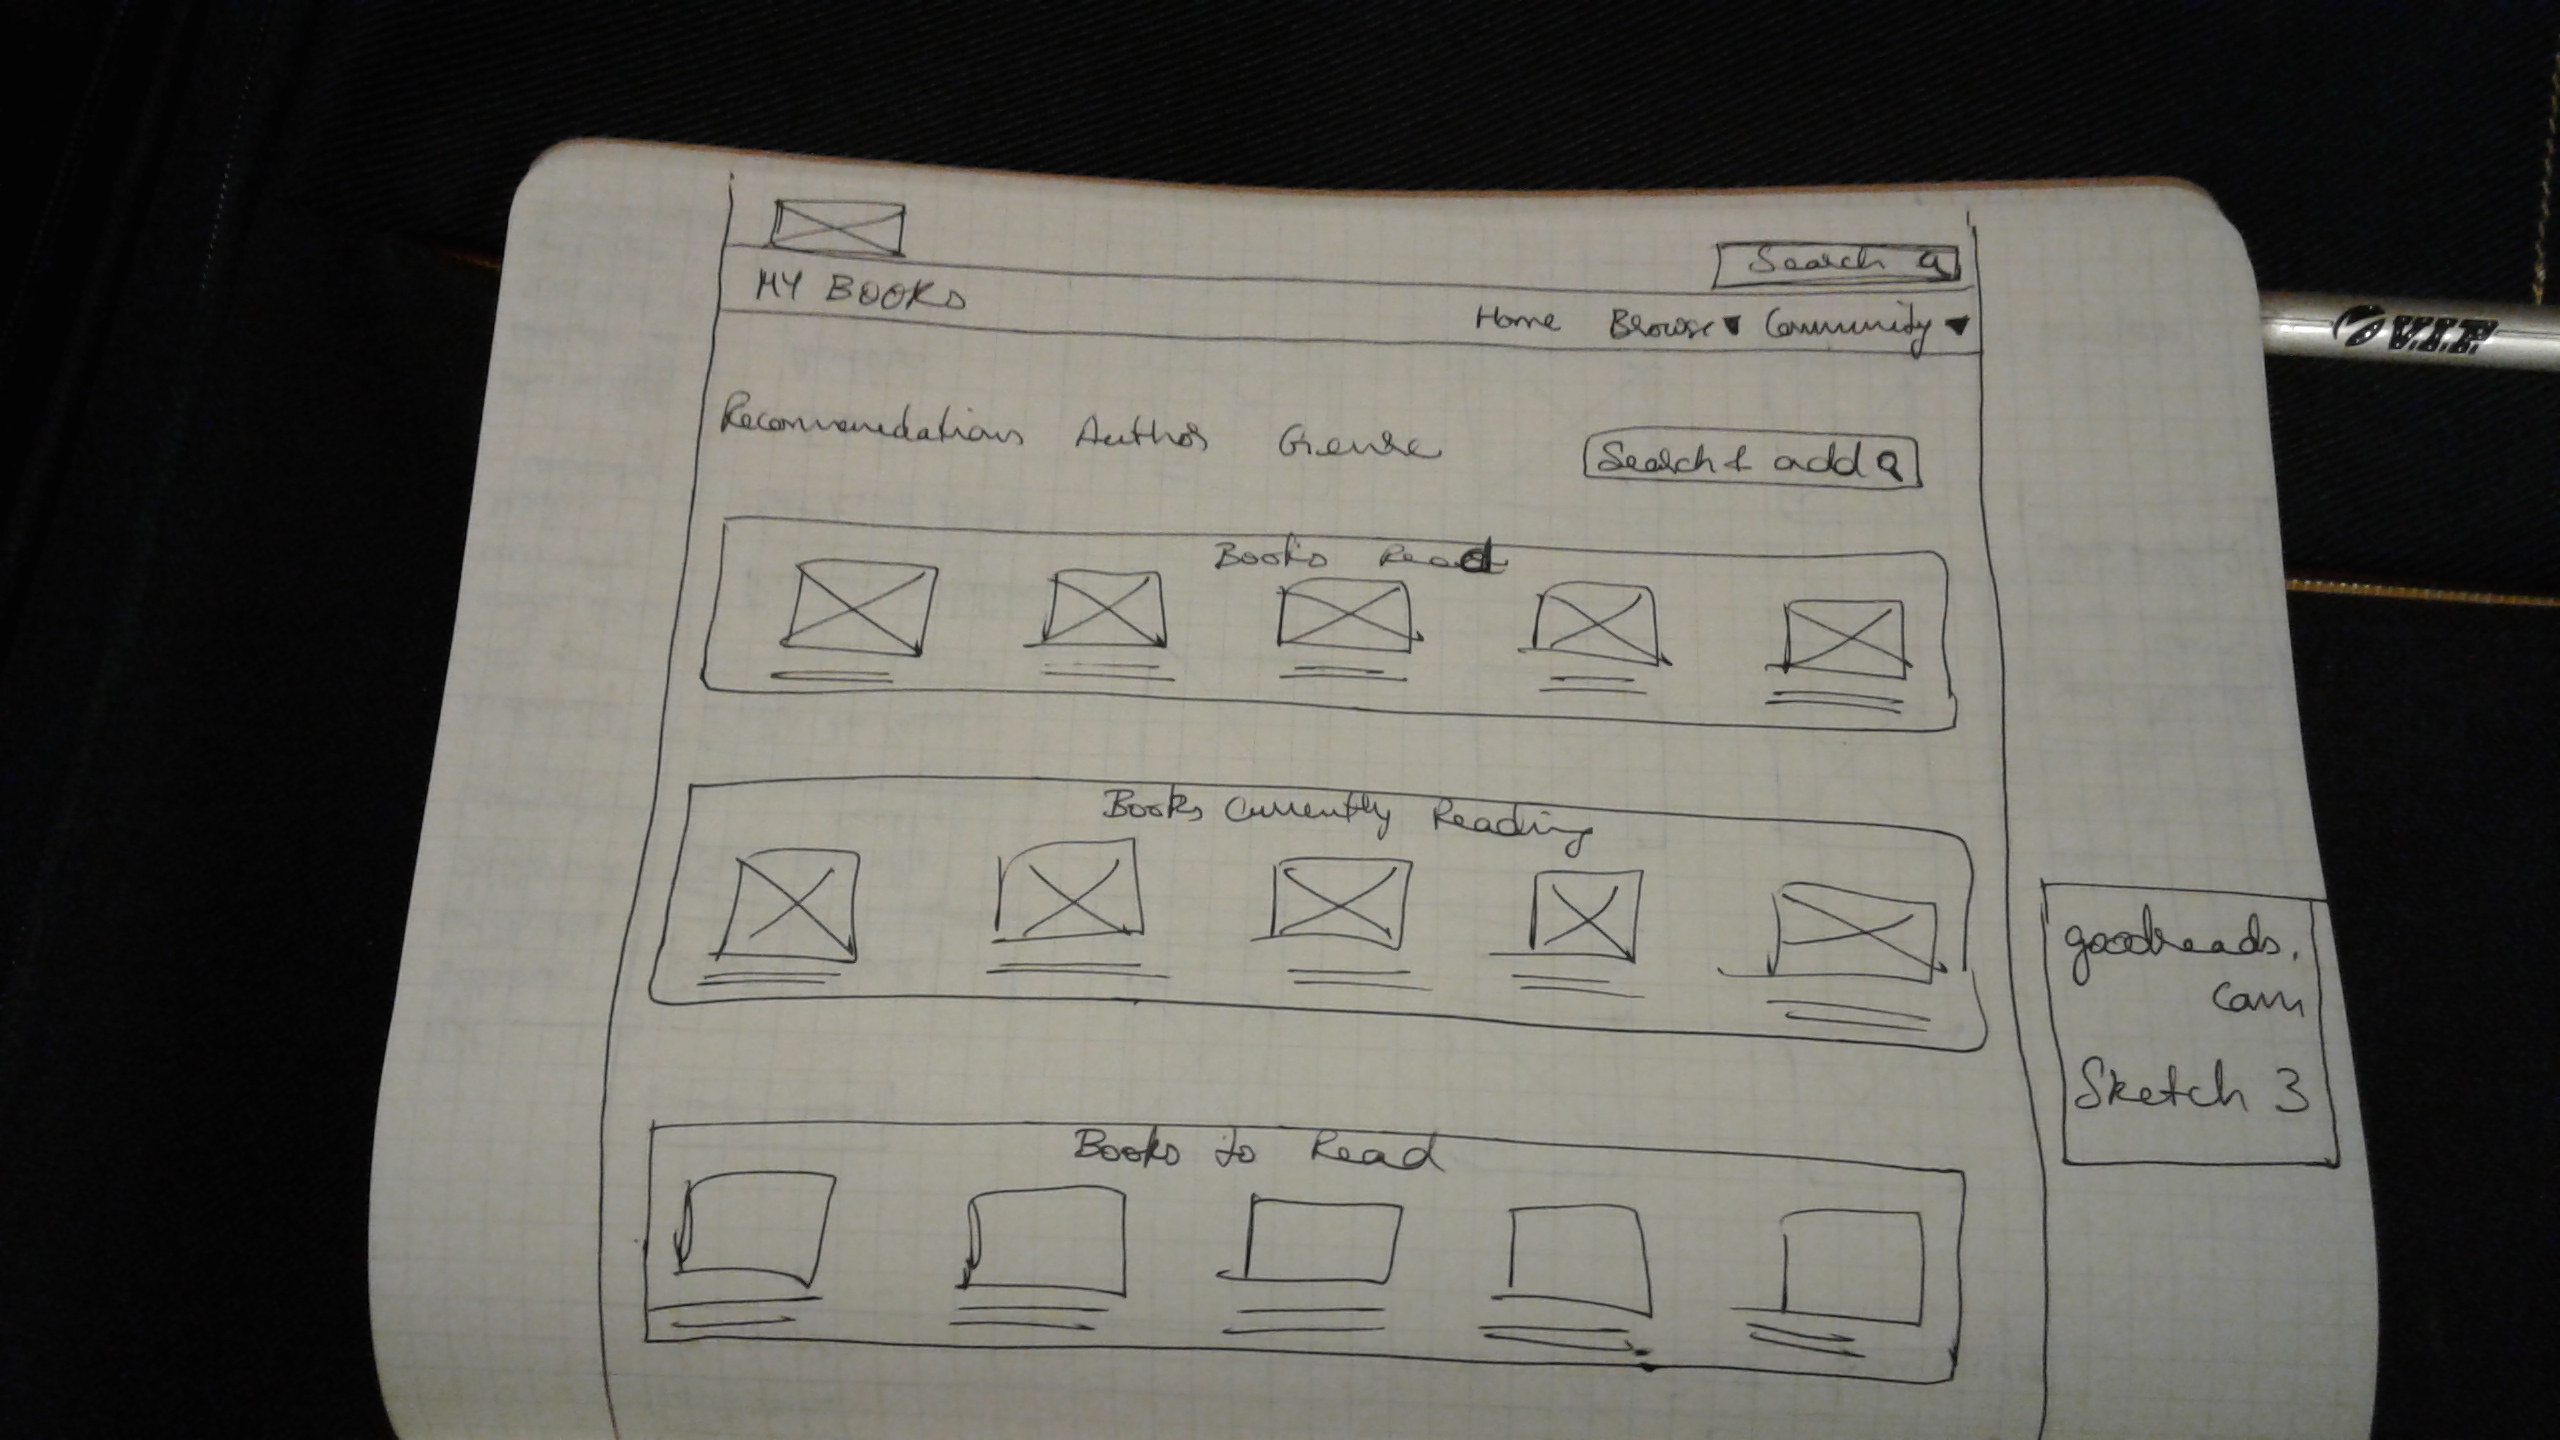 Search
MY BOOKS
Home Browse Community
Recommendations Author Genre
Search & add
Books Read
Books Currently Reading
Books to Read
goodreads.
com
Sketch 3
V.I.P.